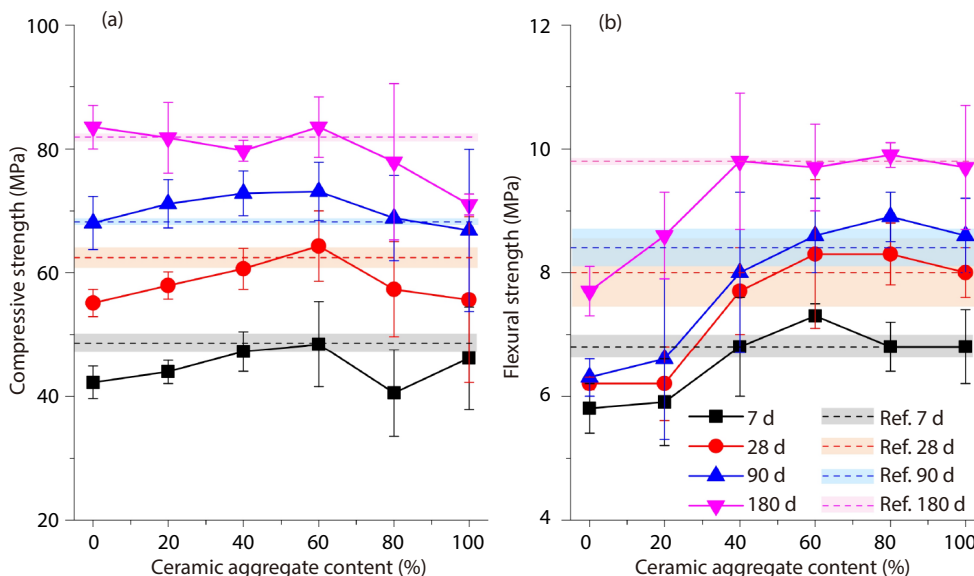 (a)
100
80
60
40
20
Compressive strength (MPa)
0 20 40 60 80 100
Ceramic aggregate content (%)
(b)
12
10
8
6
4
Flexural strength (MPa)
7 d Ref. 7 d
28 d Ref. 28 d
90 d Ref. 90 d
180 d Ref. 180 d
0 20 40 60 80 100
Ceramic aggregate content (%)